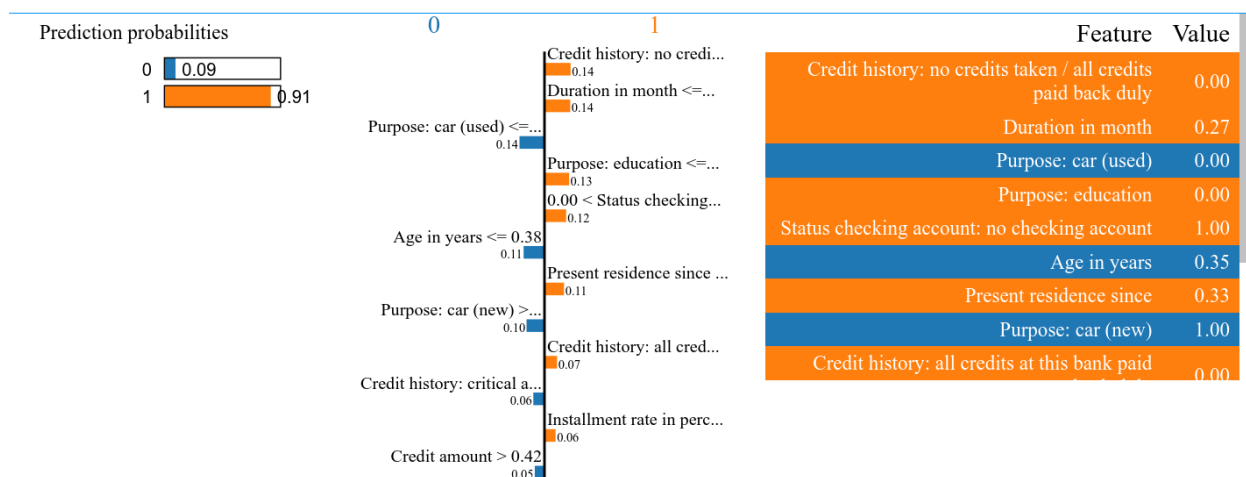 Prediction probabilities
0 0.09
1 0.91
0 1
Credit history: no credi...
0.14
Duration in month <=...
0.14
Purpose: car (used) <=...
0.14
Purpose: education <=...
0.13
0.00 < Status checking...
0.12
Age in years <= 0.38
0.11
Present residence since ...
0.11
Purpose: car (new) >...
0.10
Credit history: all cred...
0.07
Credit history: critical a...
0.06
Installment rate in perc...
0.06
Credit amount > 0.42
0.05
Feature Value
Credit history: no credits taken / all credits
paid back duly 0.00
Duration in month 0.27
Purpose: car (used) 0.00
Purpose: education 0.00
Status checking account: no checking account 1.00
Age in years 0.35
Present residence since 0.33
Purpose: car (new) 1.00
Credit history: all credits at this bank paid
0.00